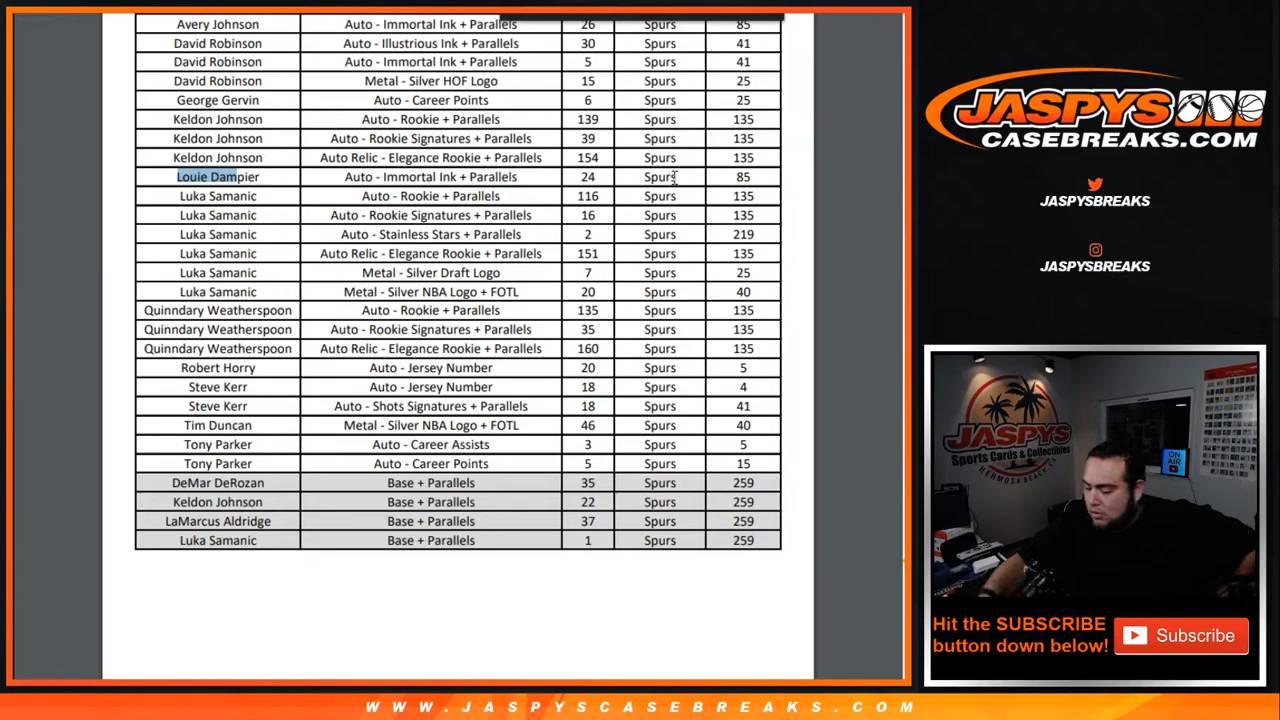 Avery Johnson Auto - Immortal Ink + Parallels 26 Spurs 85
David Robinson Auto - Illustrious Ink + Parallels 30 Spurs 41
David Robinson Auto - Immortal Ink + Parallels 5 Spurs 41
David Robinson Metal - Silver HOF Logo 15 Spurs 25
George Gervin Auto - Career Points 6 Spurs 25
Keldon Johnson Auto - Rookie + Parallels 139 Spurs 135
Keldon Johnson Auto - Rookie Signatures + Parallels 39 Spurs 135
Keldon Johnson Auto Relic - Elegance Rookie + Parallels 154 Spurs 135
Louie Dampier Auto - Immortal Ink + Parallels 24 Spurs 85
Luka Samanic Auto - Rookie + Parallels 116 Spurs 135
Luka Samanic Auto - Rookie Signatures + Parallels 16 Spurs 135
Luka Samanic Auto - Stainless Stars + Parallels 2 Spurs 219
Luka Samanic Auto Relic - Elegance Rookie + Parallels 151 Spurs 135
Luka Samanic Metal - Silver Draft Logo 7 Spurs 25
Luka Samanic Metal - Silver NBA Logo + FOTL 20 Spurs 40
Quinndary Weatherspoon Auto - Rookie + Parallels 135 Spurs 135
Quinndary Weatherspoon Auto - Rookie Signatures + Parallels 35 Spurs 135
Quinndary Weatherspoon Auto Relic - Elegance Rookie + Parallels 160 Spurs 135
Robert Horry Auto - Jersey Number 20 Spurs 5
Steve Kerr Auto - Jersey Number 18 Spurs 4
Steve Kerr Auto - Shots Signatures + Parallels 18 Spurs 41
Tim Duncan Metal - Silver NBA Logo + FOTL 46 Spurs 40
Tony Parker Auto - Career Assists 3 Spurs 5
Tony Parker Auto - Career Points 5 Spurs 15
DeMar DeRozan Base + Parallels 35 Spurs 259
Keldon Johnson Base + Parallels 22 Spurs 259
LaMarcus Aldridge Base + Parallels 37 Spurs 259
Luka Samanic Base + Parallels 1 Spurs 259
JASPYS
CASEBREAKS.COM
JASPYSBREAKS
JASPYSBREAKS
JASPYS
Sports Cards & Collectibles
HERMOSA BEACH, CA
ON AIR
Hit the SUBSCRIBE
button down below!
Subscribe
WWW.JASPYSCASEBREAKS.COM